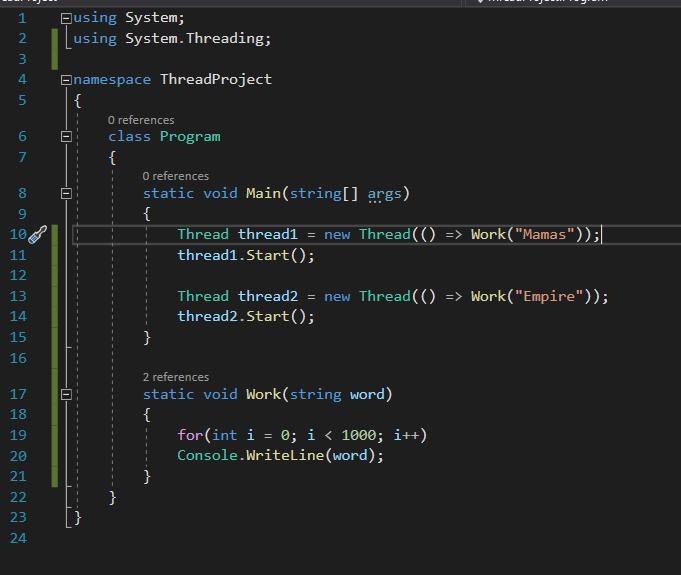 1 using System;
2 using System.Threading;
3
4 namespace ThreadProject
5 {
0 references
6 class Program
7 {
0 references
8 static void Main(string[] args)
9 {
10 Thread thread1 = new Thread(() => Work("Mamas"));
11 thread1.Start();
12
13 Thread thread2 = new Thread(() => Work("Empire"));
14 thread2.Start();
15 }
16
2 references
17 static void Work(string word)
18 {
19 for(int i = 0; i < 1000; i++)
20 Console.WriteLine(word);
21 }
22 }
23 }
24